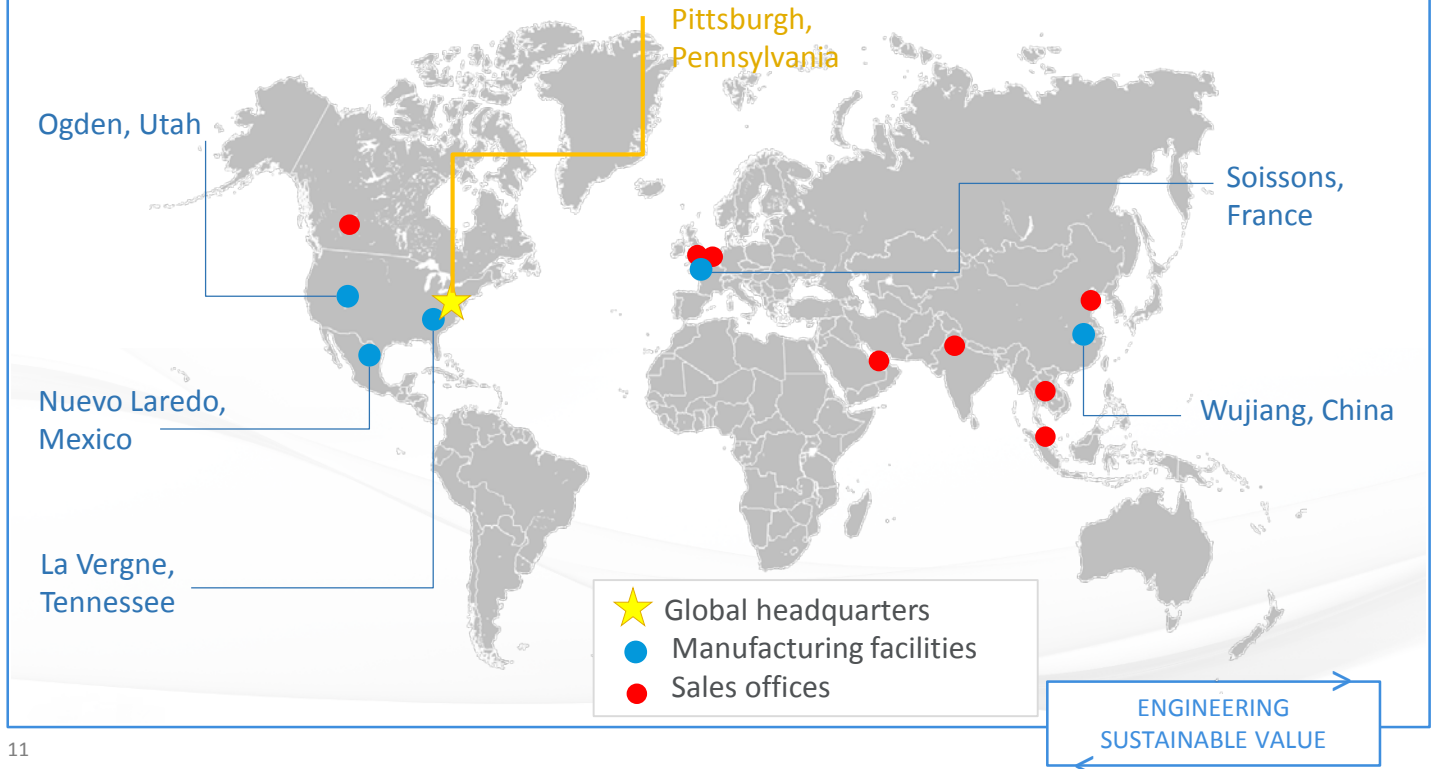 Pittsburgh,
Pennsylvania
Ogden, Utah
Soissons,
France
Nuevo Laredo,
Mexico
Wujiang, China
La Vergne,
Tennessee
Global headquarters
Manufacturing facilities
Sales offices
ENGINEERING
SUSTAINABLE VALUE
11